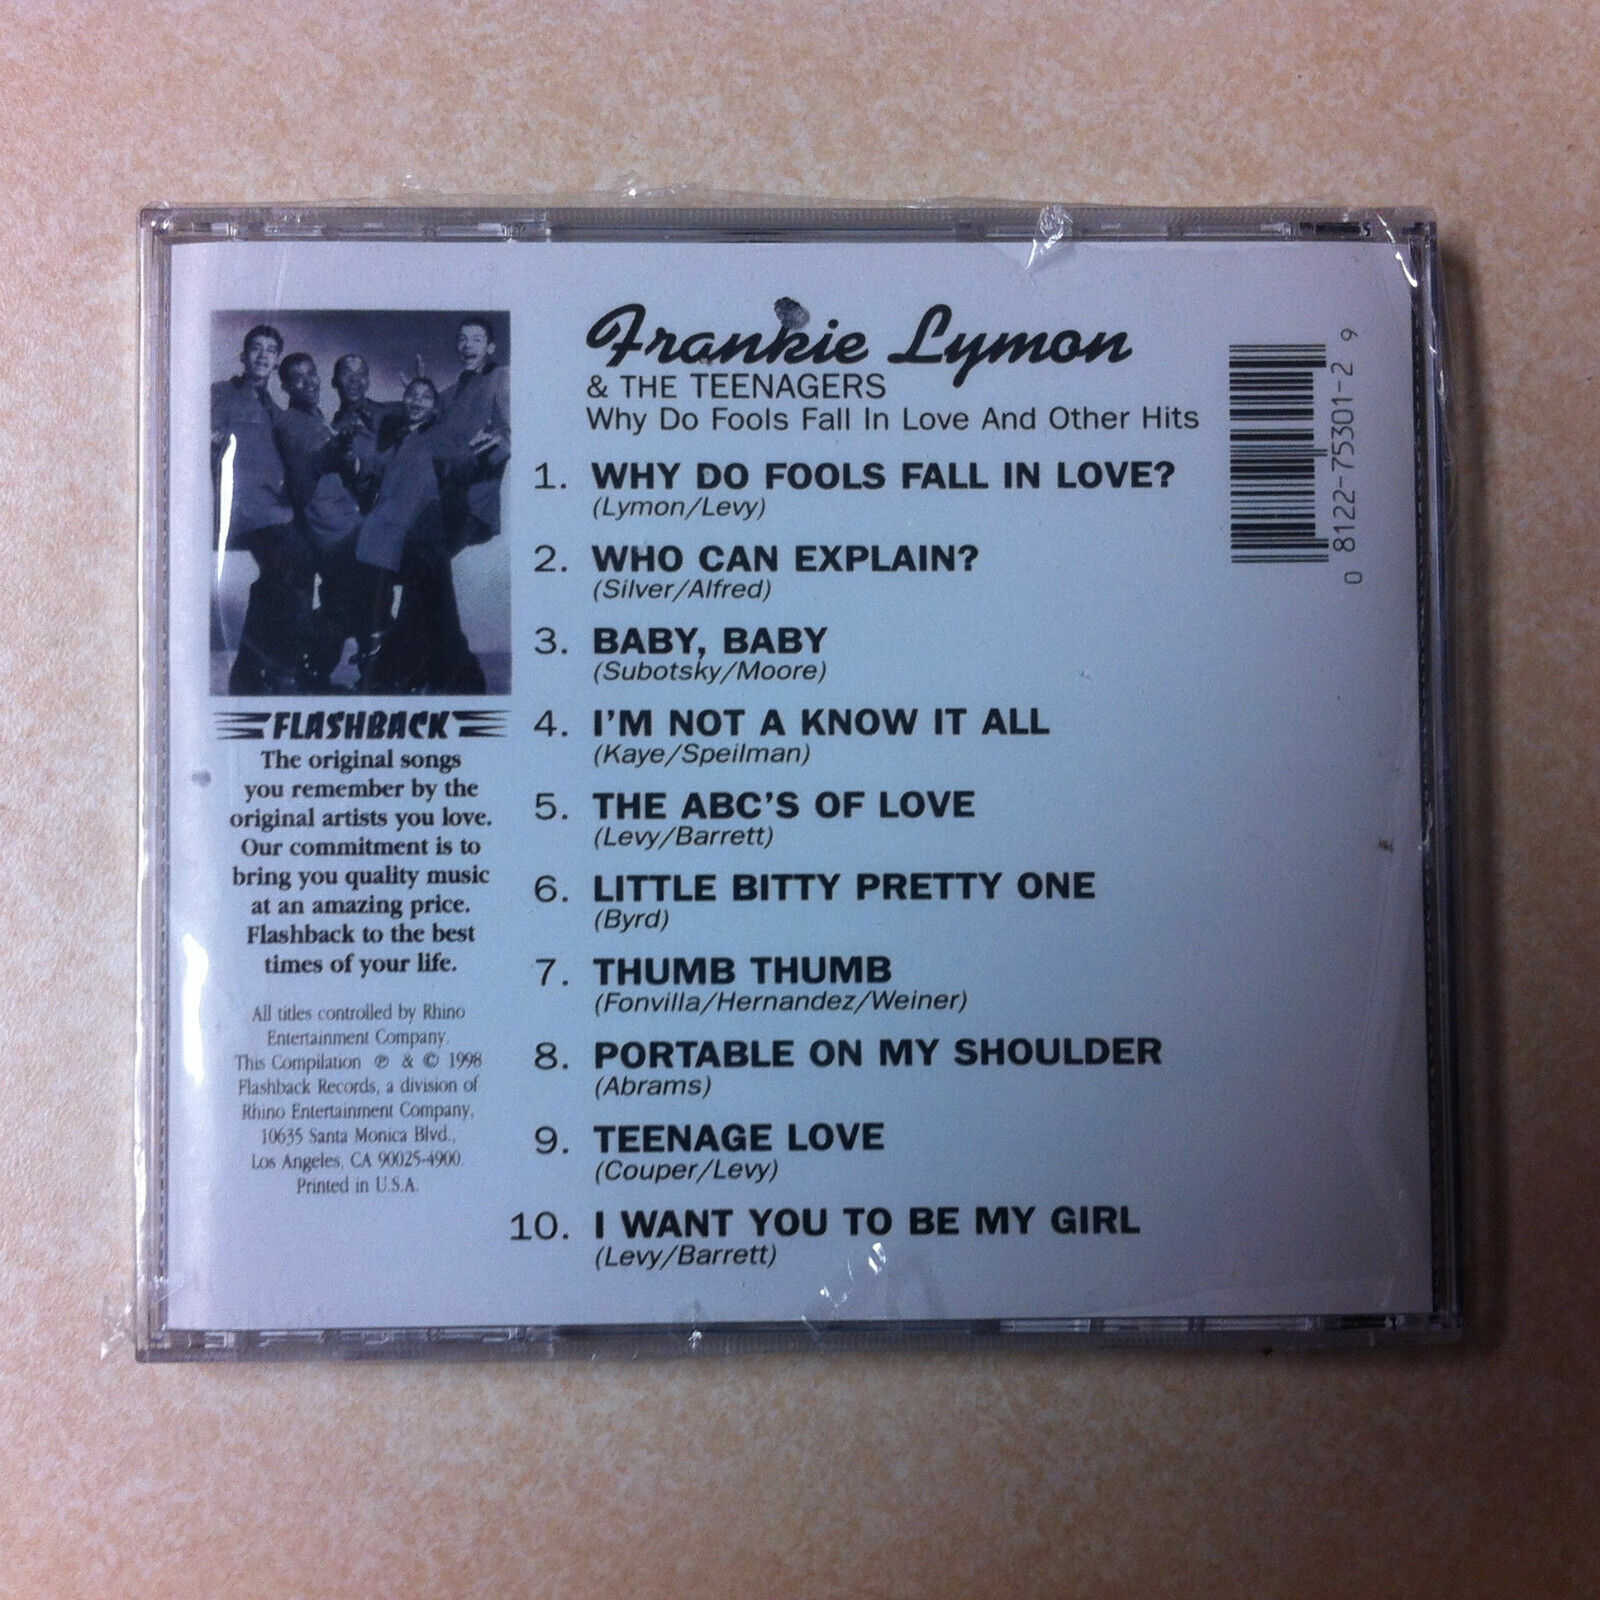 Frankie Lymon
& THE TEENAGERS
Why Do Fools Fall In Love And Other Hits
1. WHY DO FOOLS FALL IN LOVE?
(Lymon/Levy)
2. WHO CAN EXPLAIN?
(Silver/Alfred)
3. BABY, BABY
(Subotsky/Moore)
4. I'M NOT A KNOW IT ALL
(Kaye/Speilman)
5. THE ABC'S OF LOVE
(Levy/Barrett)
6. LITTLE BITTY PRETTY ONE
(Byrd)
7. THUMB THUMB
(Fonvilla/Hernandez/Weiner)
8. PORTABLE ON MY SHOULDER
(Abrams)
9. TEENAGE LOVE
(Couper/Levy)
10. I WANT YOU TO BE MY GIRL
(Levy/Barrett)
FLASHBACK
The original songs
you remember by the
original artists you love.
Our commitment is to
bring you quality music
at an amazing price.
Flashback to the best
times of your life.
All titles controlled by Rhino
Entertainment Company.
This Compilation ℗ & © 1998
Flashback Records, a division of
Rhino Entertainment Company,
10635 Santa Monica Blvd.,
Los Angeles, CA 90025-4900.
Printed in U.S.A.
0 8122-75301-2 9